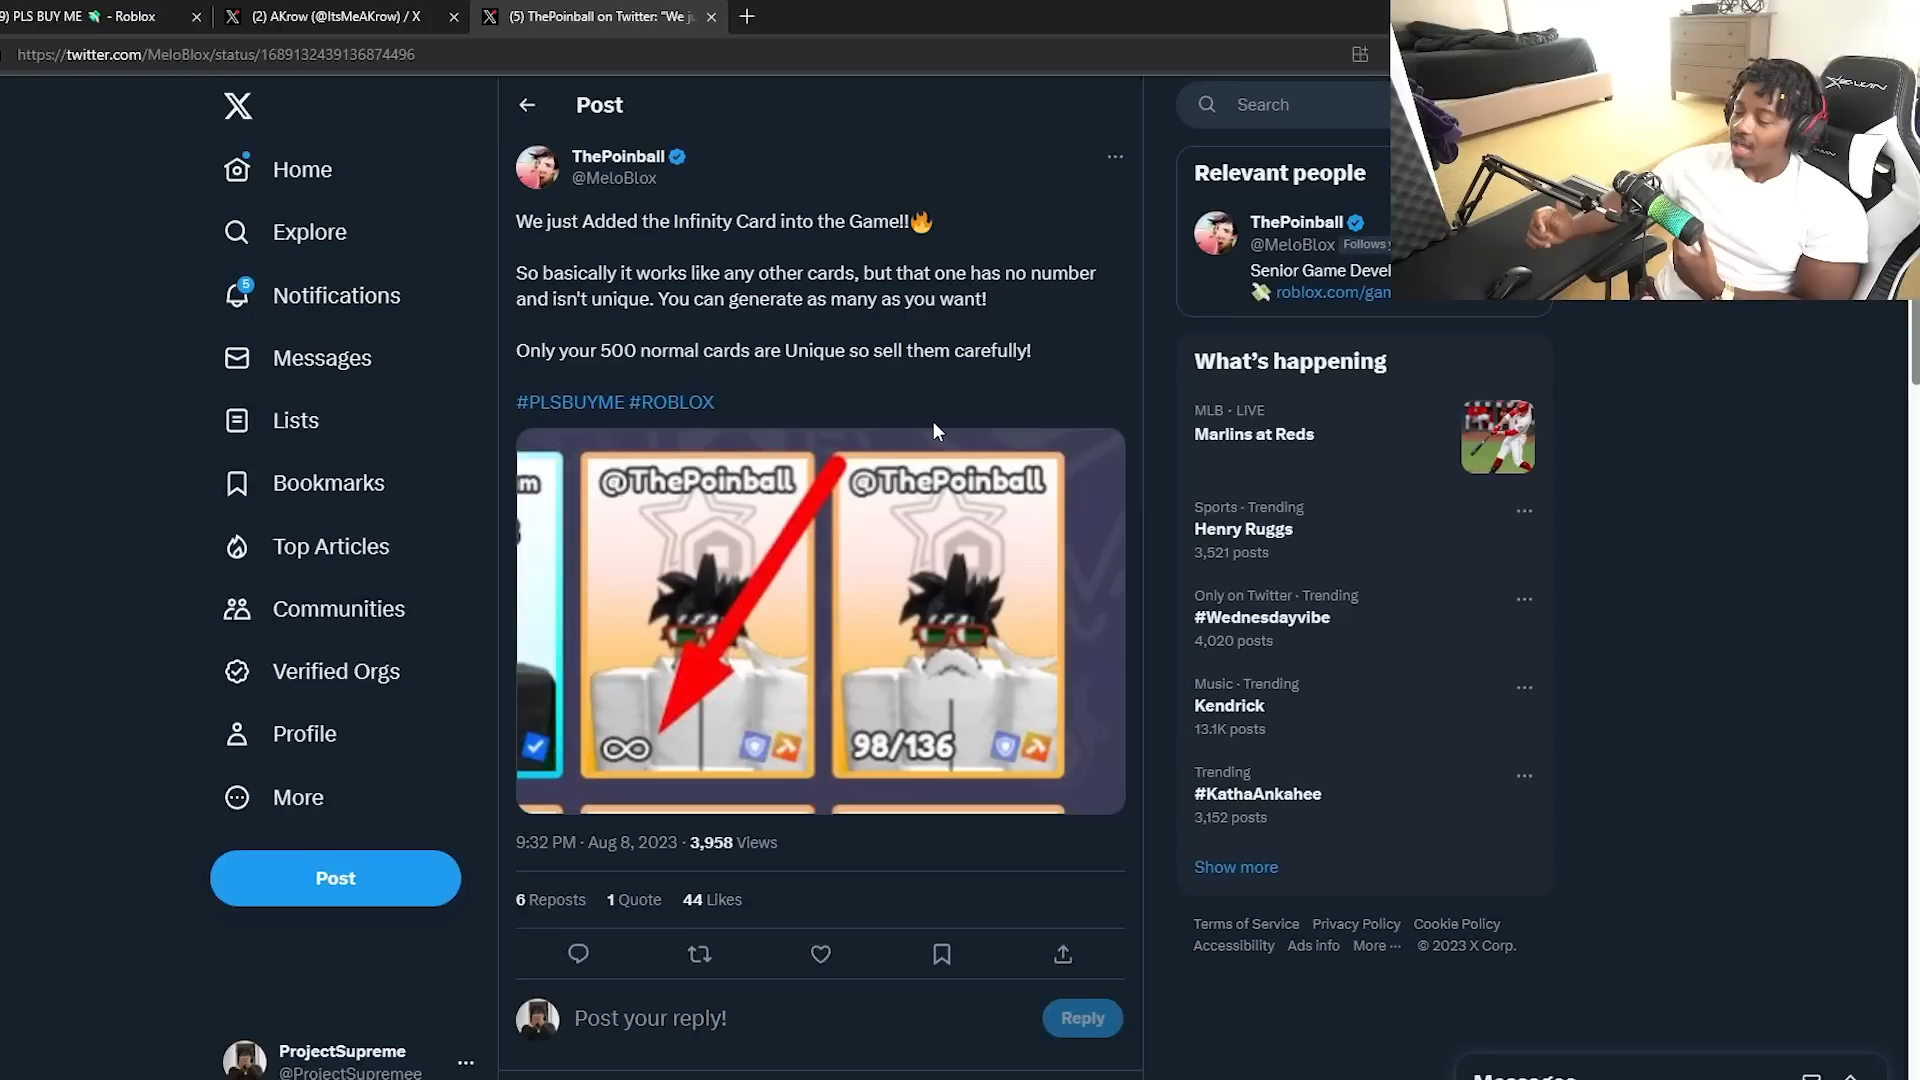 9) PLS BUY ME 💸 - Roblox
(2) AKrow (@ItsMeAKrow) / X
(5) ThePoinball on Twitter: "We ju
https://twitter.com/MeloBlox/status/1689132439136874496
Home
Explore
5
Notifications
Messages
Lists
Bookmarks
Top Articles
Communities
Verified Orgs
Profile
More
Post
ProjectSupreme
@ProjectSupremee
Post
ThePoinball
@MeloBlox
We just Added the Infinity Card into the Game!!🔥
So basically it works like any other cards, but that one has no number
and isn't unique. You can generate as many as you want!
Only your 500 normal cards are Unique so sell them carefully!
#PLSBUYME #ROBLOX
m
@ThePoinball
∞
@ThePoinball
98/136
9:32 PM · Aug 8, 2023 · 3,958 Views
6 Reposts 1 Quote 44 Likes
Post your reply!
Reply
Search
Relevant people
ThePoinball
@MeloBlox Follows y
Senior Game Devel
💸 roblox.com/gan
What's happening
MLB · LIVE
Marlins at Reds
Sports · Trending
Henry Ruggs
3,521 posts
Only on Twitter · Trending
#Wednesdayvibe
4,020 posts
Music · Trending
Kendrick
13.1K posts
Trending
#KathaAnkahee
3,152 posts
Show more
Terms of Service Privacy Policy Cookie Policy
Accessibility Ads info More ··· © 2023 X Corp.
Messages